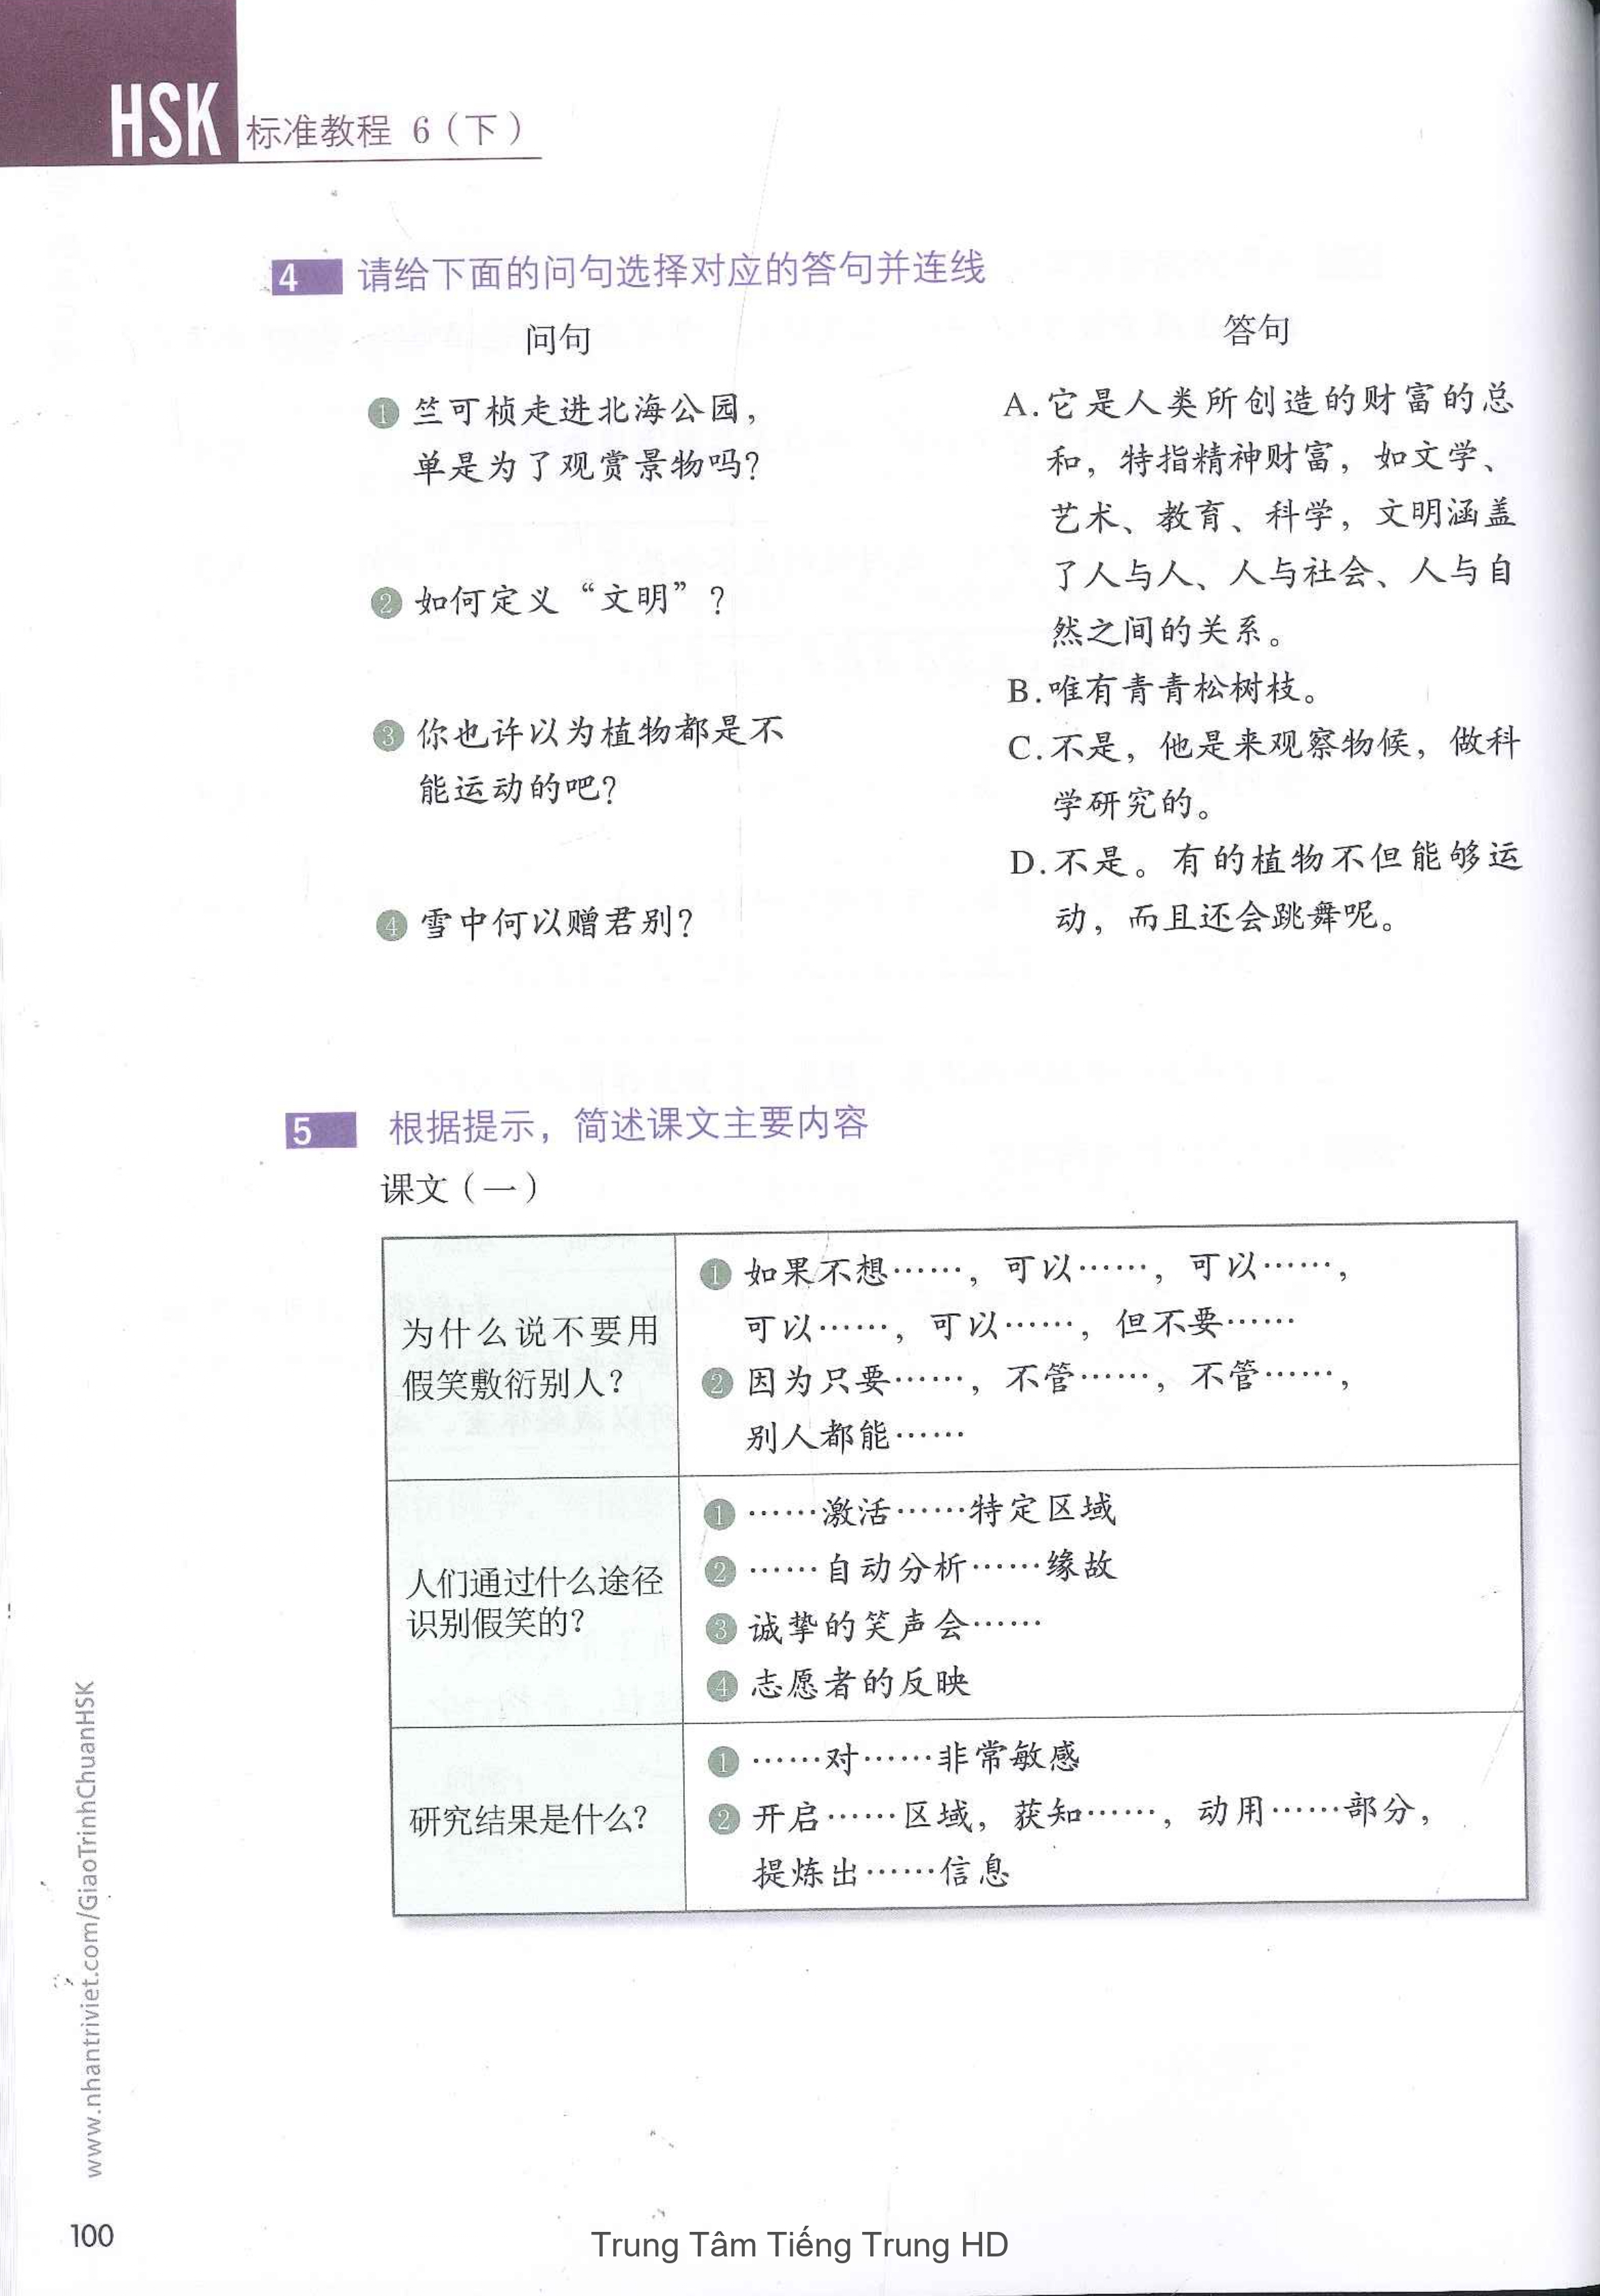 HSK 标准教程 6（下）
4 请给下面的问句选择对应的答句并连线
问句
① 竺可桢走进北海公园，
单是为了观赏景物吗？
② 如何定义“文明”？
③ 你也许以为植物都是不
能运动的吧？
④ 雪中何以赠君别？
答句
A.它是人类所创造的财富的总
和，特指精神财富，如文学、
艺术、教育、科学，文明涵盖
了人与人、人与社会、人与自
然之间的关系。
B.唯有青青松树枝。
C.不是，他是来观察物候，做科
学研究的。
D.不是。有的植物不但能够运
动，而且还会跳舞呢。
5 根据提示，简述课文主要内容
课文（一）
为什么说不要用
假笑敷衍别人？
① 如果不想……，可以……，可以……，
可以……，可以……，但不要……
② 因为只要……，不管……，不管……，
别人都能……
人们通过什么途径
识别假笑的？
① ……激活……特定区域
② ……自动分析……缘故
③ 诚挚的笑声会……
④ 志愿者的反映
研究结果是什么？
① ……对……非常敏感
② 开启……区域，获知……，动用……部分，
提炼出……信息
www.nhantriviet.com/GiaoTrinhChuanHSK
100
Trung Tâm Tiếng Trung HD